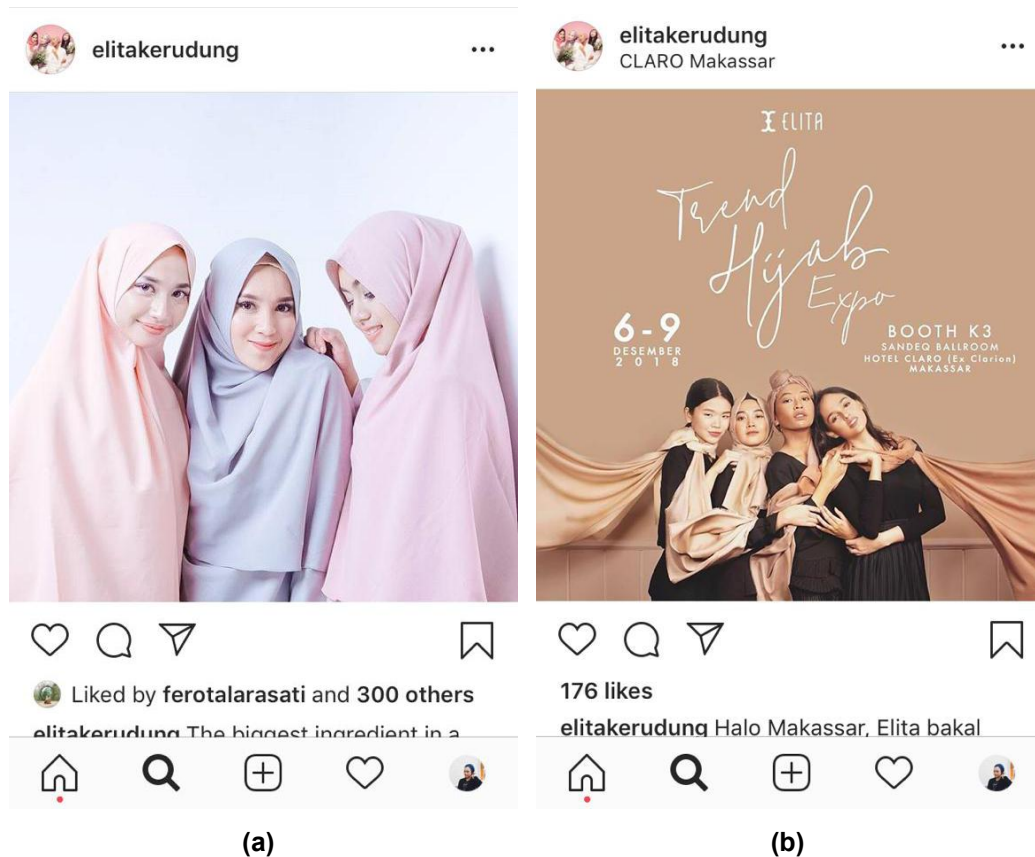 elitakerudung
Liked by ferotalarasati and 300 others
elitakerudung The biggest ingredient in a
(a)
elitakerudung
CLARO Makassar
ELITA
Trend
Hijab
Expo
6 - 9
DESEMBER
2018
BOOTH K3
SANDEQ BALLROOM
HOTEL CLARO (Ex Clarion)
MAKASSAR
176 likes
elitakerudung Halo Makassar, Elita bakal
(b)